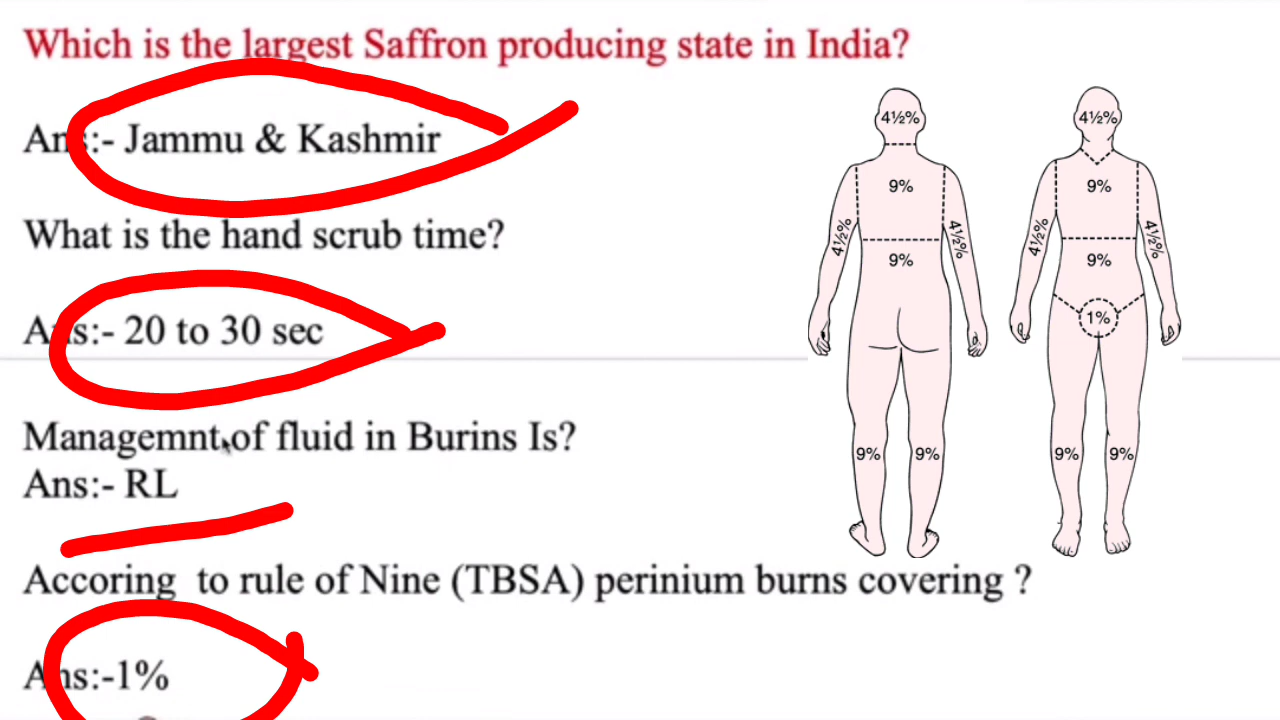 Which is the largest Saffron producing state in India?
Ans:- Jammu & Kashmir
What is the hand scrub time?
Ans:- 20 to 30 sec
Managemnt of fluid in Burins Is?
Ans:- RL
Accoring to rule of Nine (TBSA) perinium burns covering ?
Ans:-1%
4½% 4½%
9% 9%
4½% 4½% 4½% 4½%
9% 9%
1%
9% 9% 9% 9%